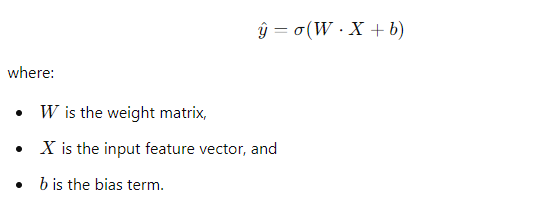 ŷ = σ(W · X + b)
where:
• W is the weight matrix,
• X is the input feature vector, and
• b is the bias term.